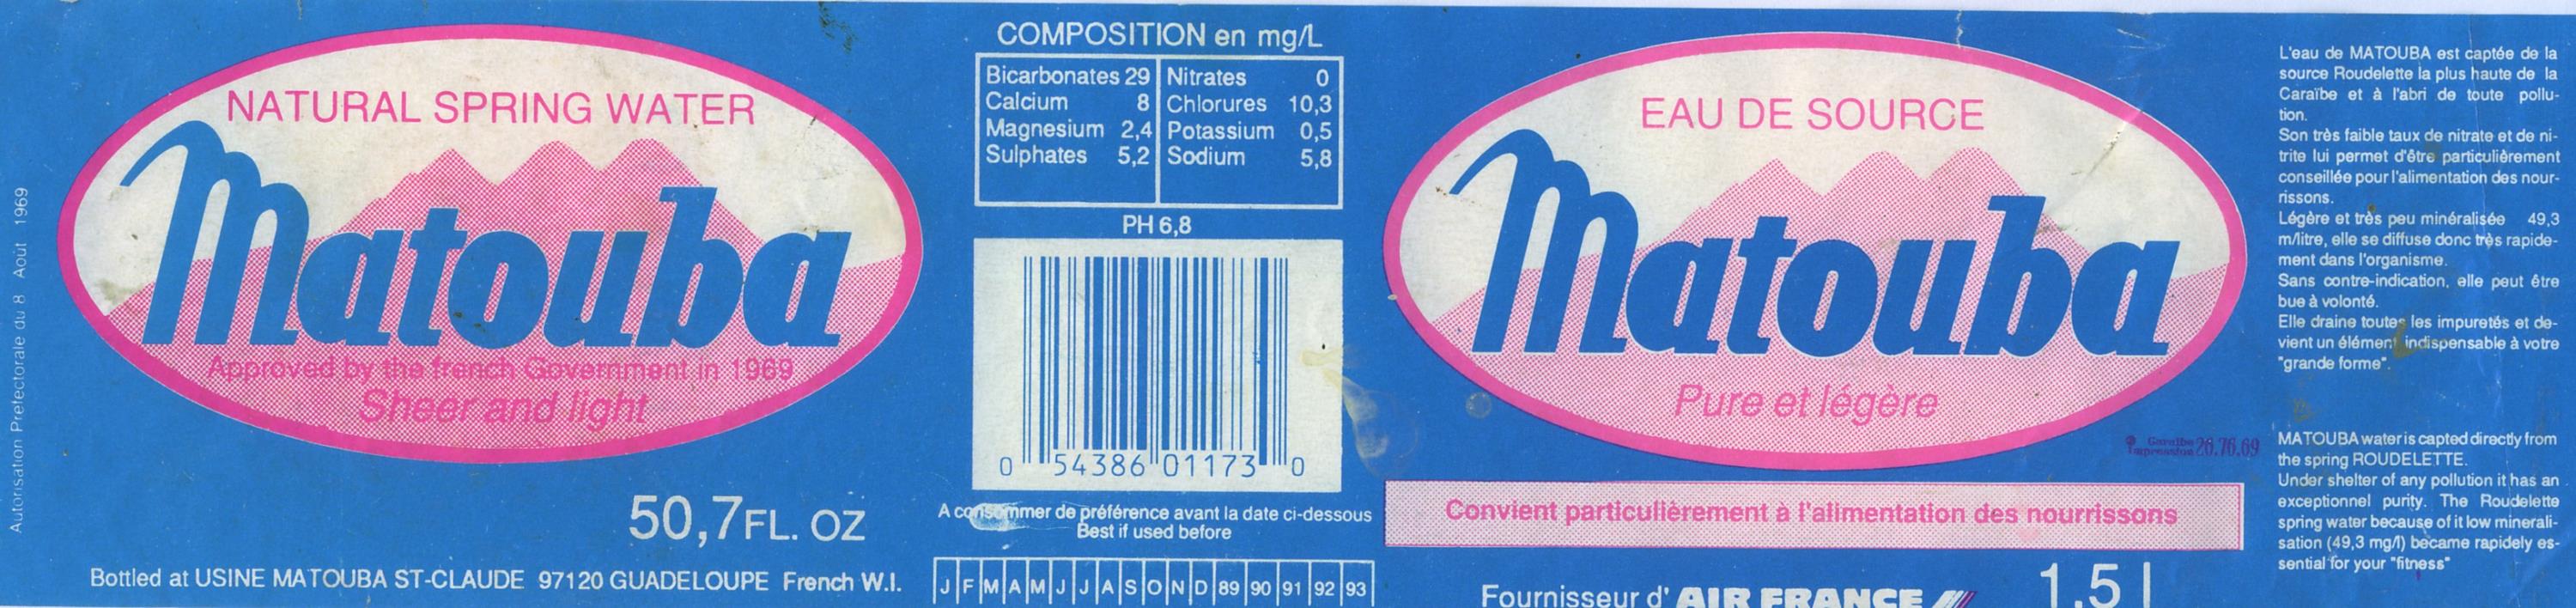 Autorisation Prefectorale du 8 Août 1969
NATURAL SPRING WATER
Matouba
Approved by the french Government in 1969
Sheer and light
50,7FL. OZ
Bottled at USINE MATOUBA ST-CLAUDE 97120 GUADELOUPE French W.I.
COMPOSITION en mg/L
Bicarbonates 29 Nitrates 0
Calcium 8 Chlorures 10,3
Magnesium 2,4 Potassium 0,5
Sulphates 5,2 Sodium 5,8
PH 6,8
0 54386 01173 0
A consommer de préférence avant la date ci-dessous
Best if used before
J F M A M J J A S O N D 89 90 91 92 93
EAU DE SOURCE
Matouba
Pure et légère
Caraïbe 20.76.69
Impression
Convient particulièrement à l'alimentation des nourrissons
1,5 l
Fournisseur d' AIR FRANCE
L'eau de MATOUBA est captée de la
source Roudelette la plus haute de la
Caraïbe et à l'abri de toute pollu-
tion.
Son très faible taux de nitrate et de ni-
trite lui permet d'être particulièrement
conseillée pour l'alimentation des nour-
rissons.
Légère et très peu minéralisée 49,3
m/litre, elle se diffuse donc très rapide-
ment dans l'organisme.
Sans contre-indication, elle peut être
bue à volonté.
Elle draine toutes les impuretés et de-
vient un élément indispensable à votre
"grande forme".
MATOUBA water is capted directly from
the spring ROUDELETTE.
Under shelter of any pollution it has an
exceptionnel purity. The Roudelette
spring water because of it low minerali-
sation (49,3 mg/l) became rapidely es-
sential for your "fitness"